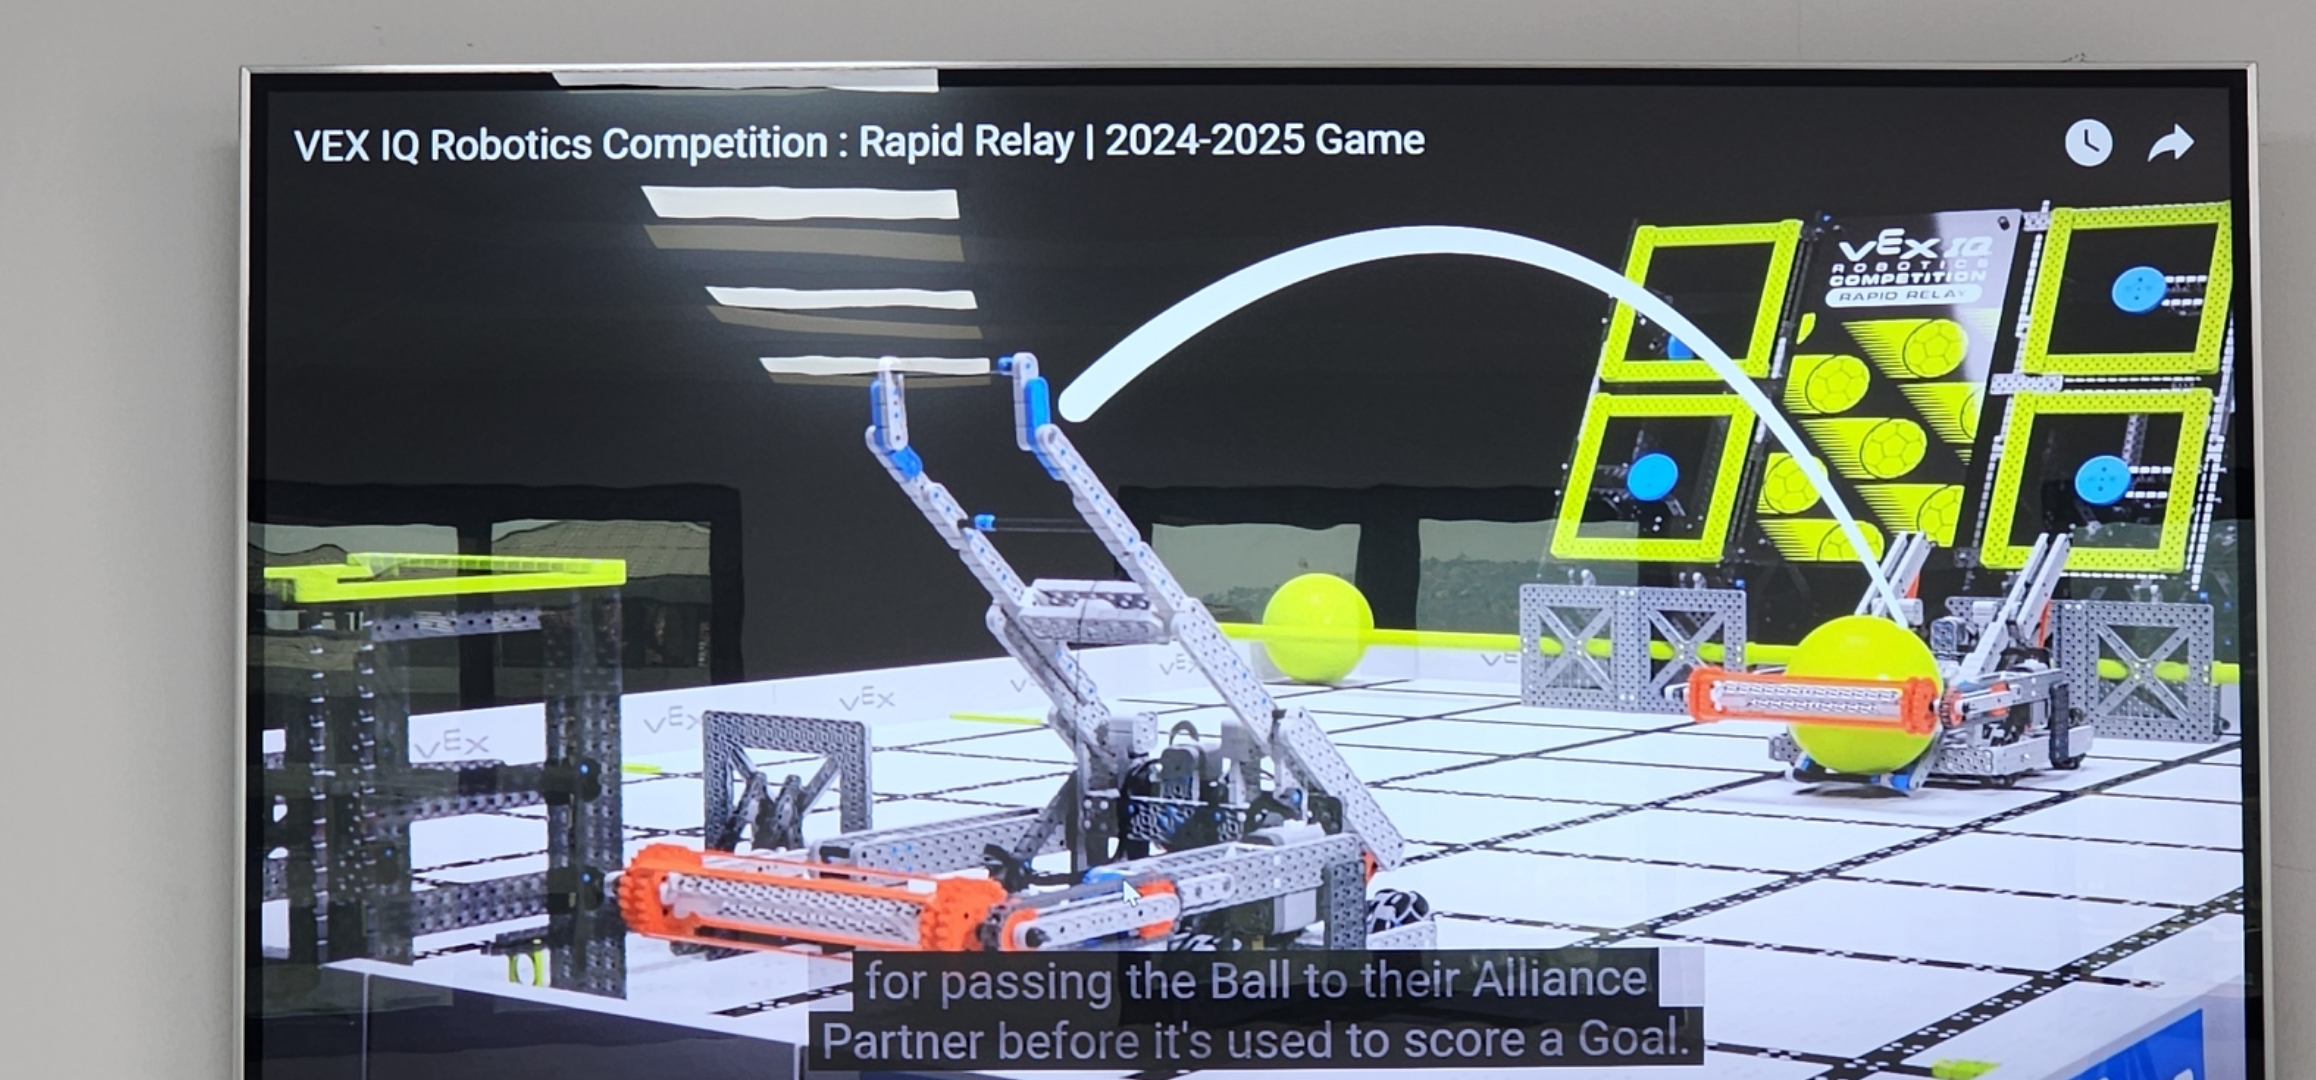 VEX IQ Robotics Competition : Rapid Relay | 2024-2025 Game
VEX IQ
ROBOTICS
COMPETITION
RAPID RELAY
VEX
VEX
VEX
VEX
for passing the Ball to their Alliance
Partner before it's used to score a Goal.